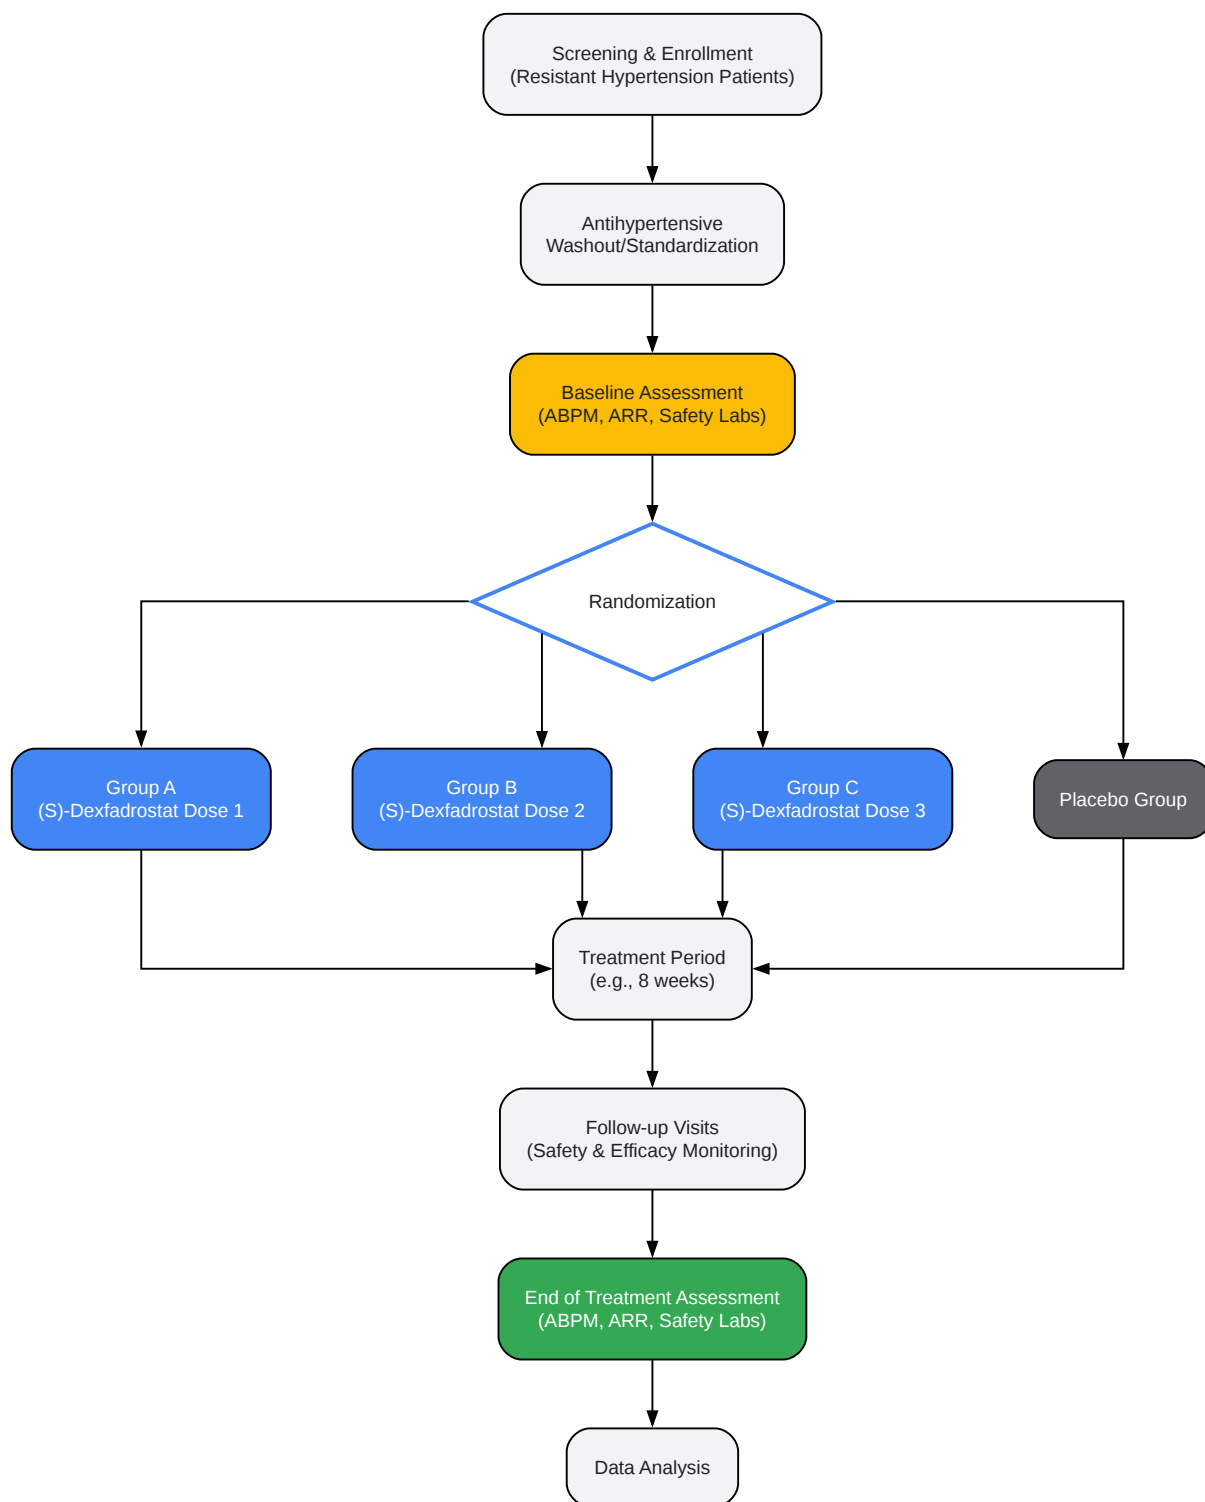 Screening & Enrollment
(Resistant Hypertension Patients)
Antihypertensive
Washout/Standardization
Baseline Assessment
(ABPM, ARR, Safety Labs)
Randomization
Group A
(S)-Dexfadrostat Dose 1
Group B
(S)-Dexfadrostat Dose 2
Group C
(S)-Dexfadrostat Dose 3
Placebo Group
Treatment Period
(e.g., 8 weeks)
Follow-up Visits
(Safety & Efficacy Monitoring)
End of Treatment Assessment
(ABPM, ARR, Safety Labs)
Data Analysis